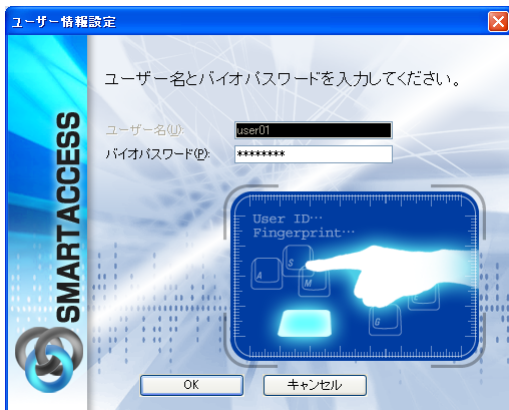 ユーザー情報設定
ユーザー名とバイオパスワードを入力してください。
ユーザー名(U):
user01
バイオパスワード(P):
********
SMARTACCESS
User ID…
Fingerprint…
A
S
M
G
OK
キャンセル